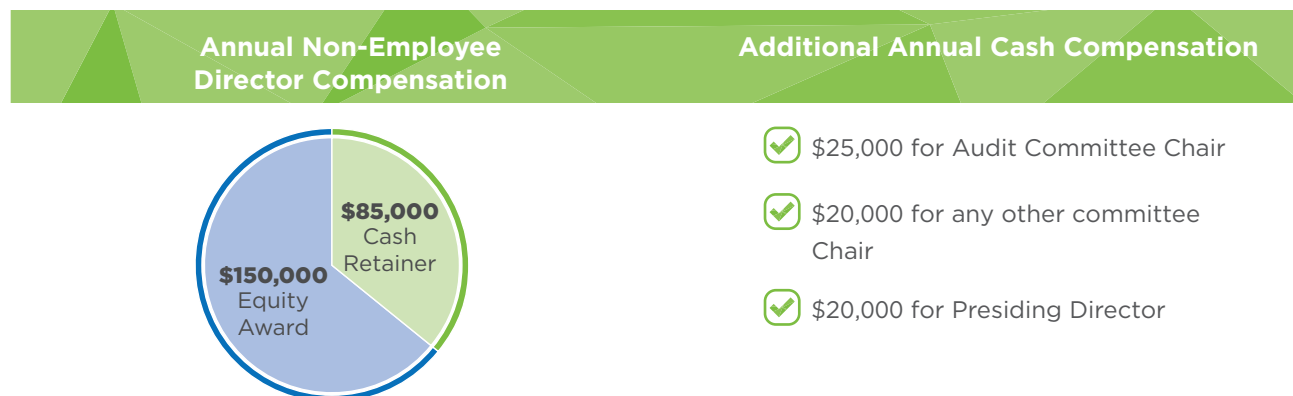 Annual Non-Employee
Director Compensation
Additional Annual Cash Compensation
$85,000
Cash
Retainer
$150,000
Equity
Award
$25,000 for Audit Committee Chair
$20,000 for any other committee
Chair
$20,000 for Presiding Director